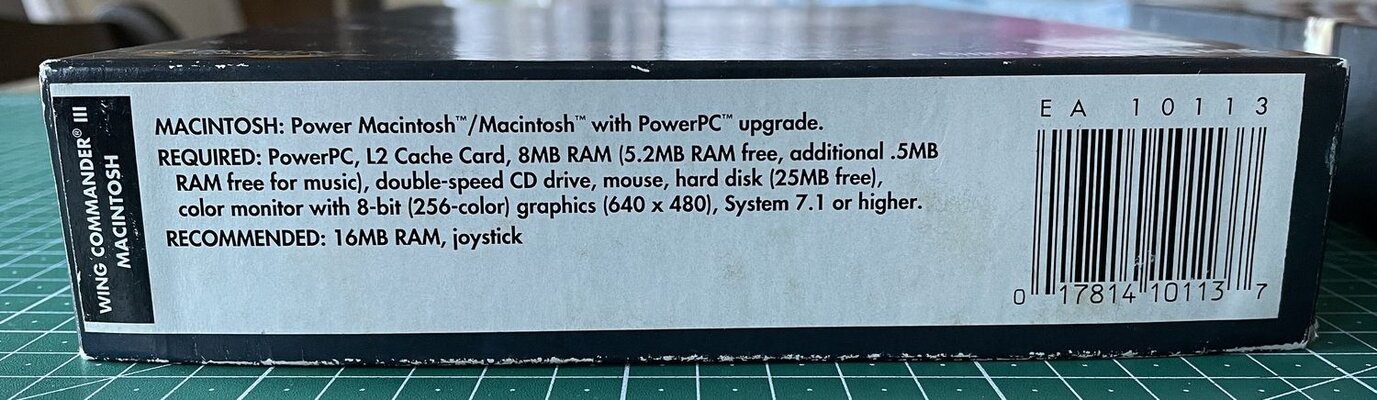 WING COMMANDER® III
MACINTOSH
MACINTOSH: Power Macintosh™/Macintosh™ with PowerPC™ upgrade.
REQUIRED: PowerPC, L2 Cache Card, 8MB RAM (5.2MB RAM free, additional .5MB
RAM free for music), double-speed CD drive, mouse, hard disk (25MB free),
color monitor with 8-bit (256-color) graphics (640 x 480), System 7.1 or higher.
RECOMMENDED: 16MB RAM, joystick
EA 10113
0 17814 10113 7